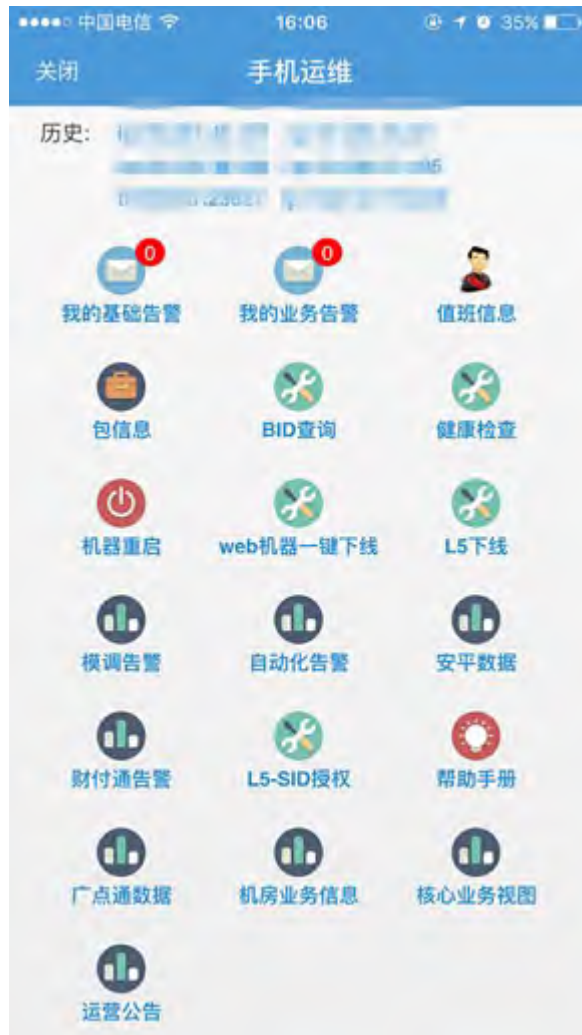 中国电信 16:06 35%
关闭 手机运维
历史:
0 0
我的基础告警 我的业务告警 值班信息
包信息 BID查询 健康检查
机器重启 web机器一键下线 L5下线
模调告警 自动化告警 安平数据
财付通告警 L5-SID授权 帮助手册
广点通数据 机房业务信息 核心业务视图
运营公告